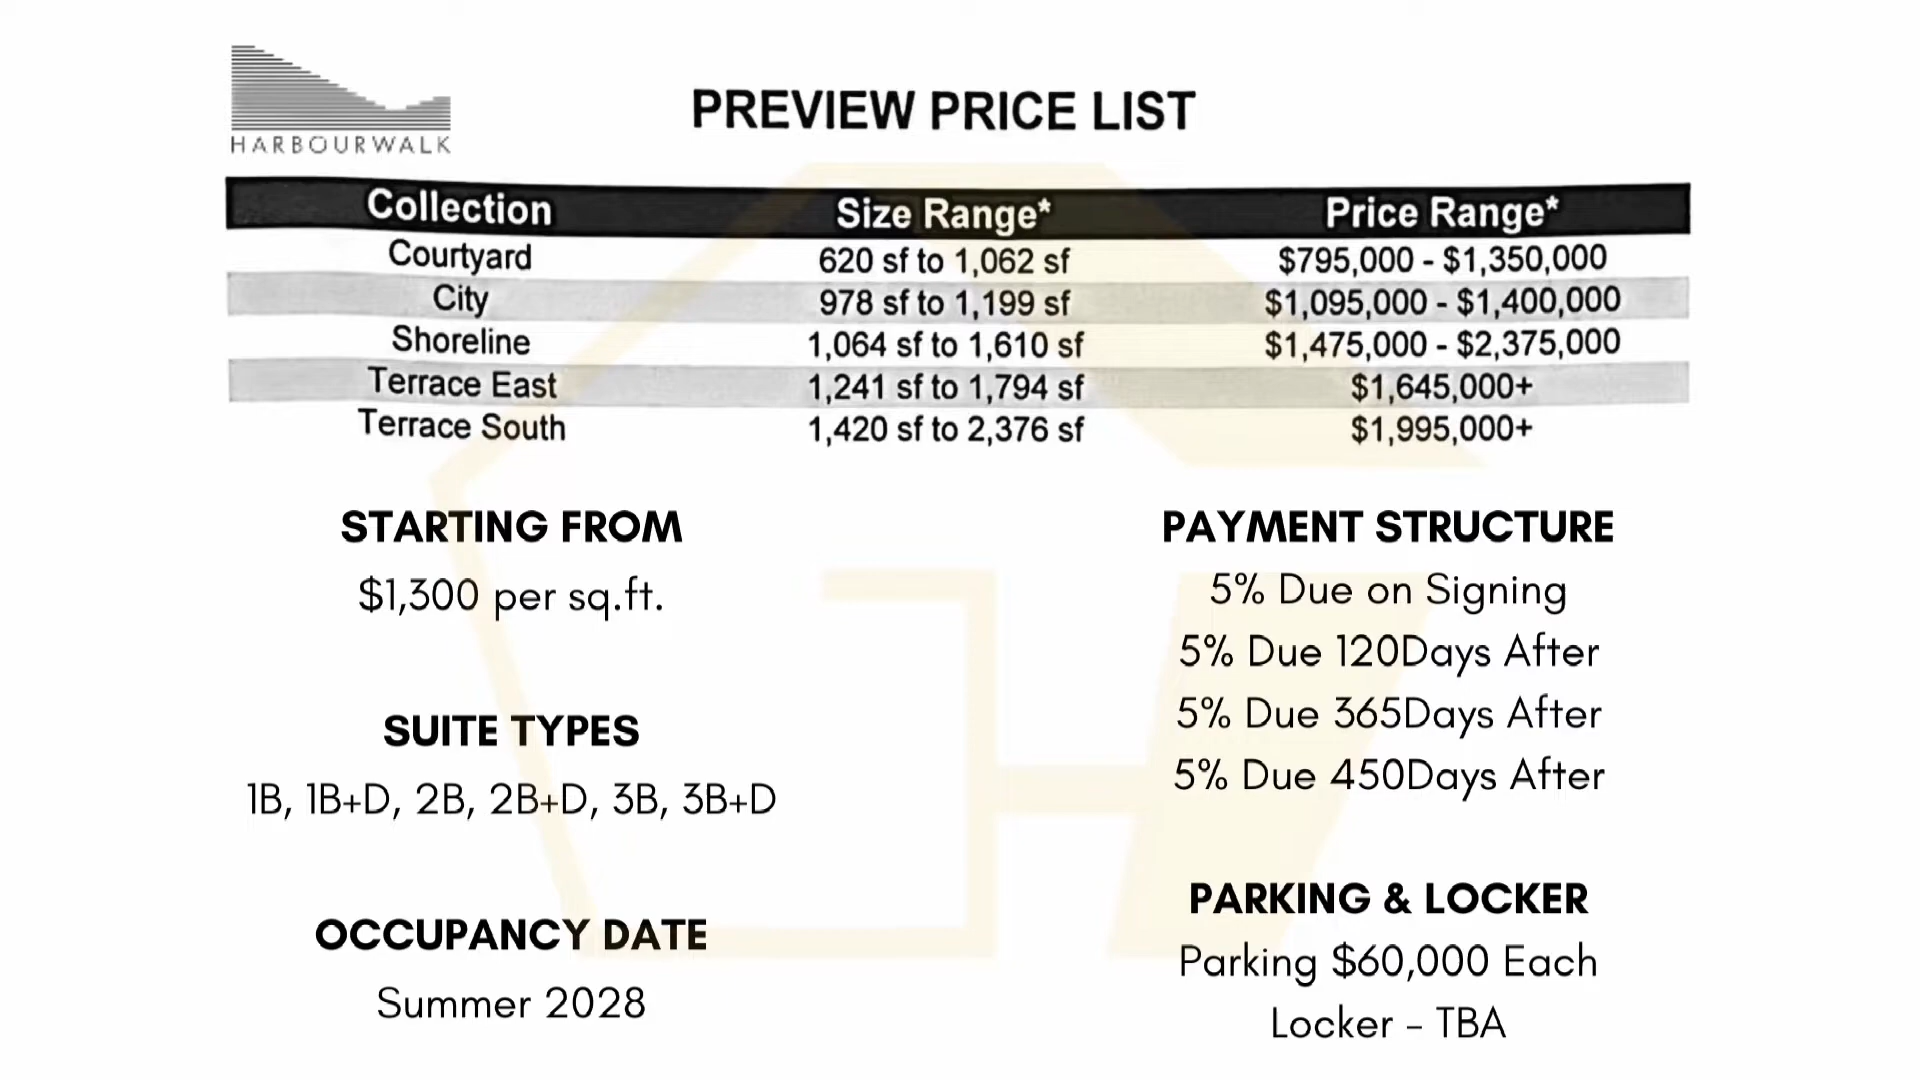 HARBOURWALK
PREVIEW PRICE LIST
Collection Size Range* Price Range*
Courtyard 620 sf to 1,062 sf $795,000 - $1,350,000
City 978 sf to 1,199 sf $1,095,000 - $1,400,000
Shoreline 1,064 sf to 1,610 sf $1,475,000 - $2,375,000
Terrace East 1,241 sf to 1,794 sf $1,645,000+
Terrace South 1,420 sf to 2,376 sf $1,995,000+
STARTING FROM
$1,300 per sq.ft.
SUITE TYPES
1B, 1B+D, 2B, 2B+D, 3B, 3B+D
OCCUPANCY DATE
Summer 2028
PAYMENT STRUCTURE
5% Due on Signing
5% Due 120Days After
5% Due 365Days After
5% Due 450Days After
PARKING & LOCKER
Parking $60,000 Each
Locker - TBA